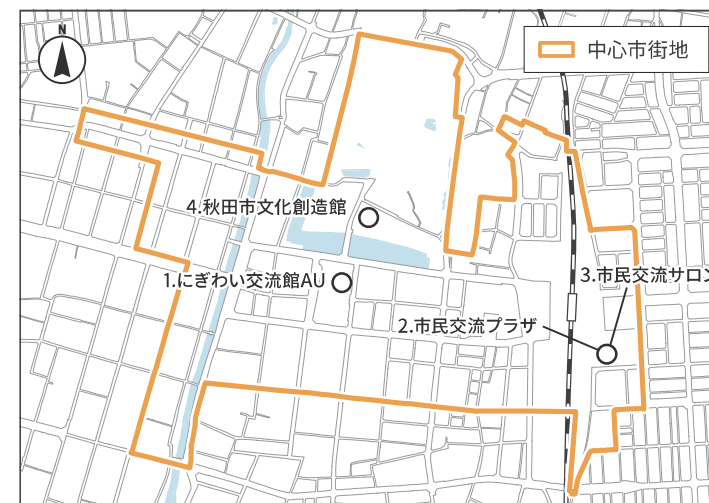 N
中心市街地
4.秋田市文化創造館
1.にぎわい交流館AU
3.市民交流サロン
2.市民交流プラザ